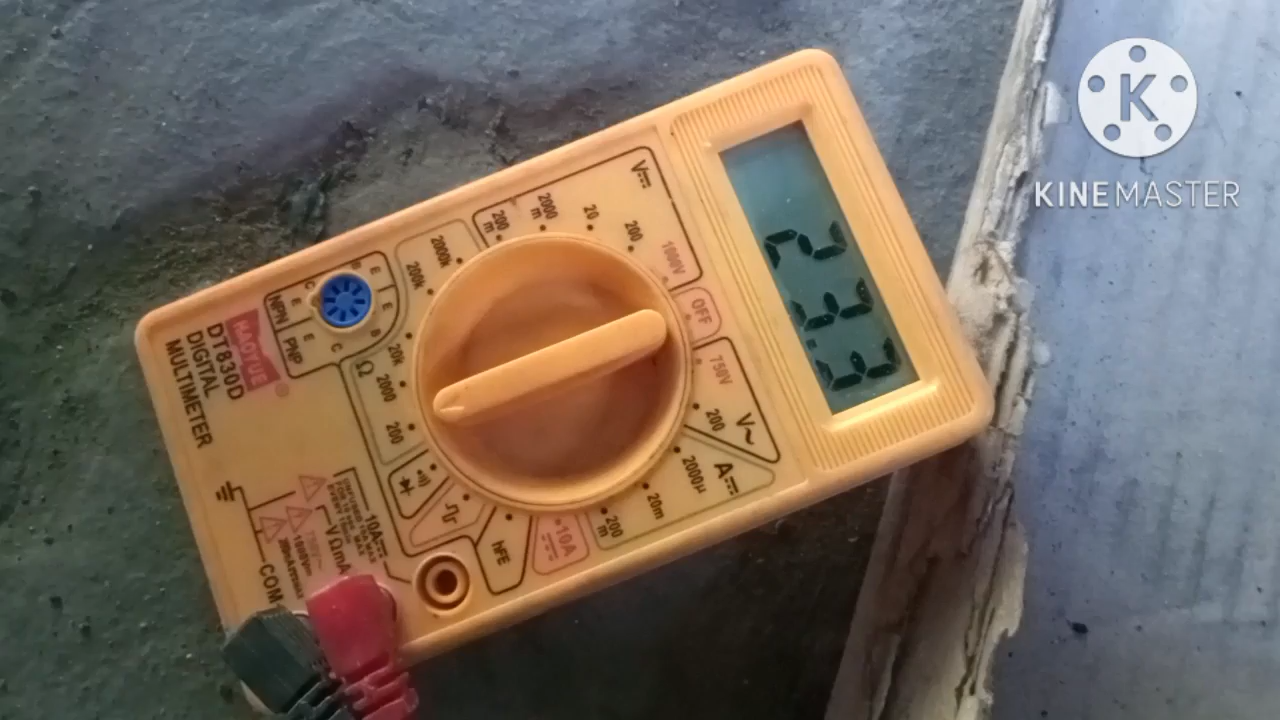 KINEMASTER
K
V⎓
200m
2000m
20
200
1000V
OFF
750V
200
V~
A⎓
2000µ
20m
200m
10A
hFE
200
2000
20k
200k
2000k
Ω
NPN
PNP
E
B
C
E
HAOYUE
®
DT830D
DIGITAL
MULTIMETER
10A⎓
VΩmA
COM